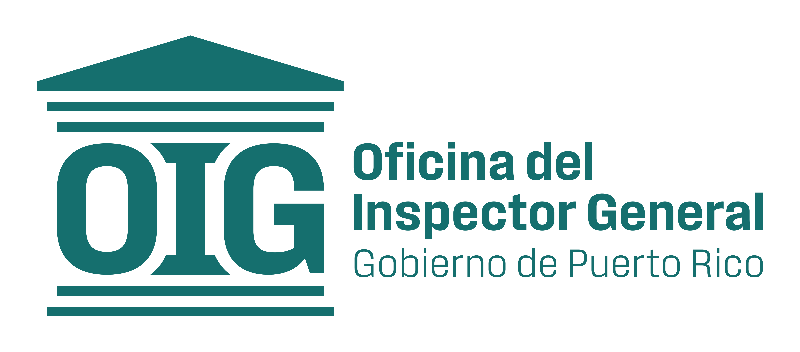 OIG
Oficina del
Inspector General
Gobierno de Puerto Rico